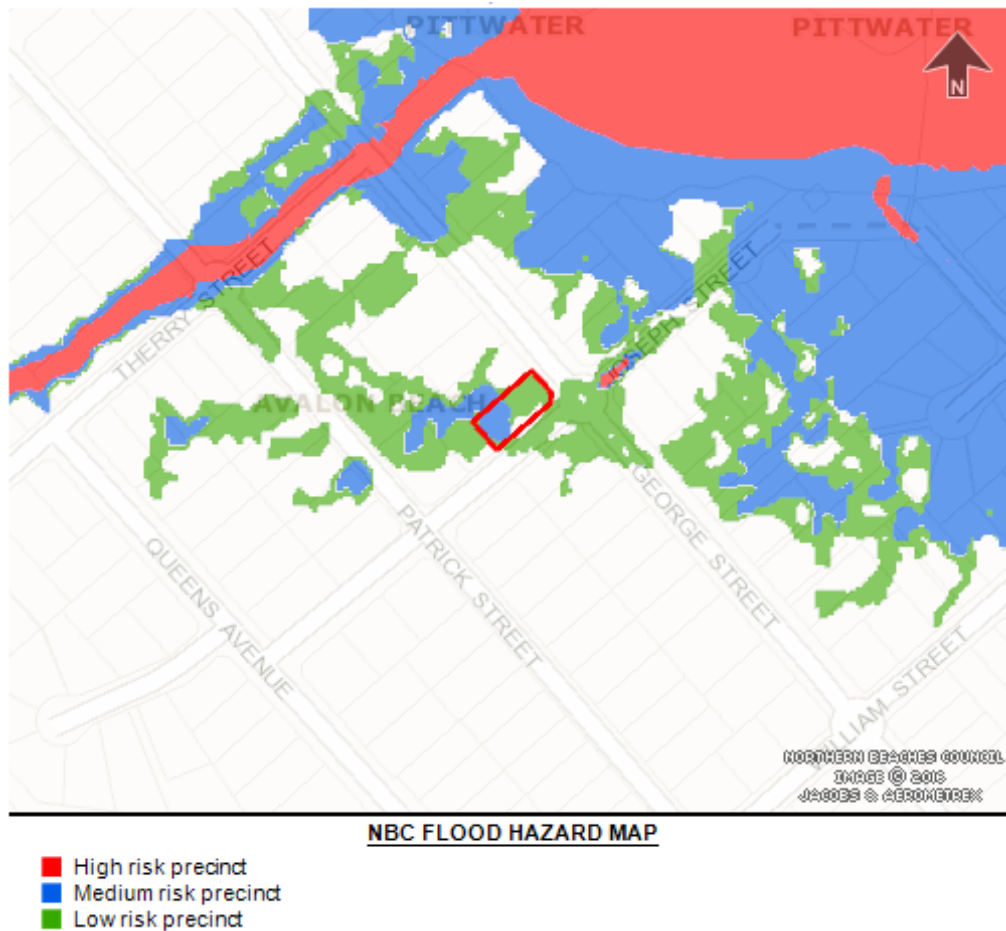 PITTWATER
PITTWATER
N
THERRY STREET
JOSEPH STREET
AVALON BEACH
GEORGE STREET
PATRICK STREET
QUEENS AVENUE
WILLIAM STREET
NORTHERN BEACHES COUNCIL
IMAGE © 2016
JACOBS & AEROMETREX
NBC FLOOD HAZARD MAP
High risk precinct
Medium risk precinct
Low risk precinct